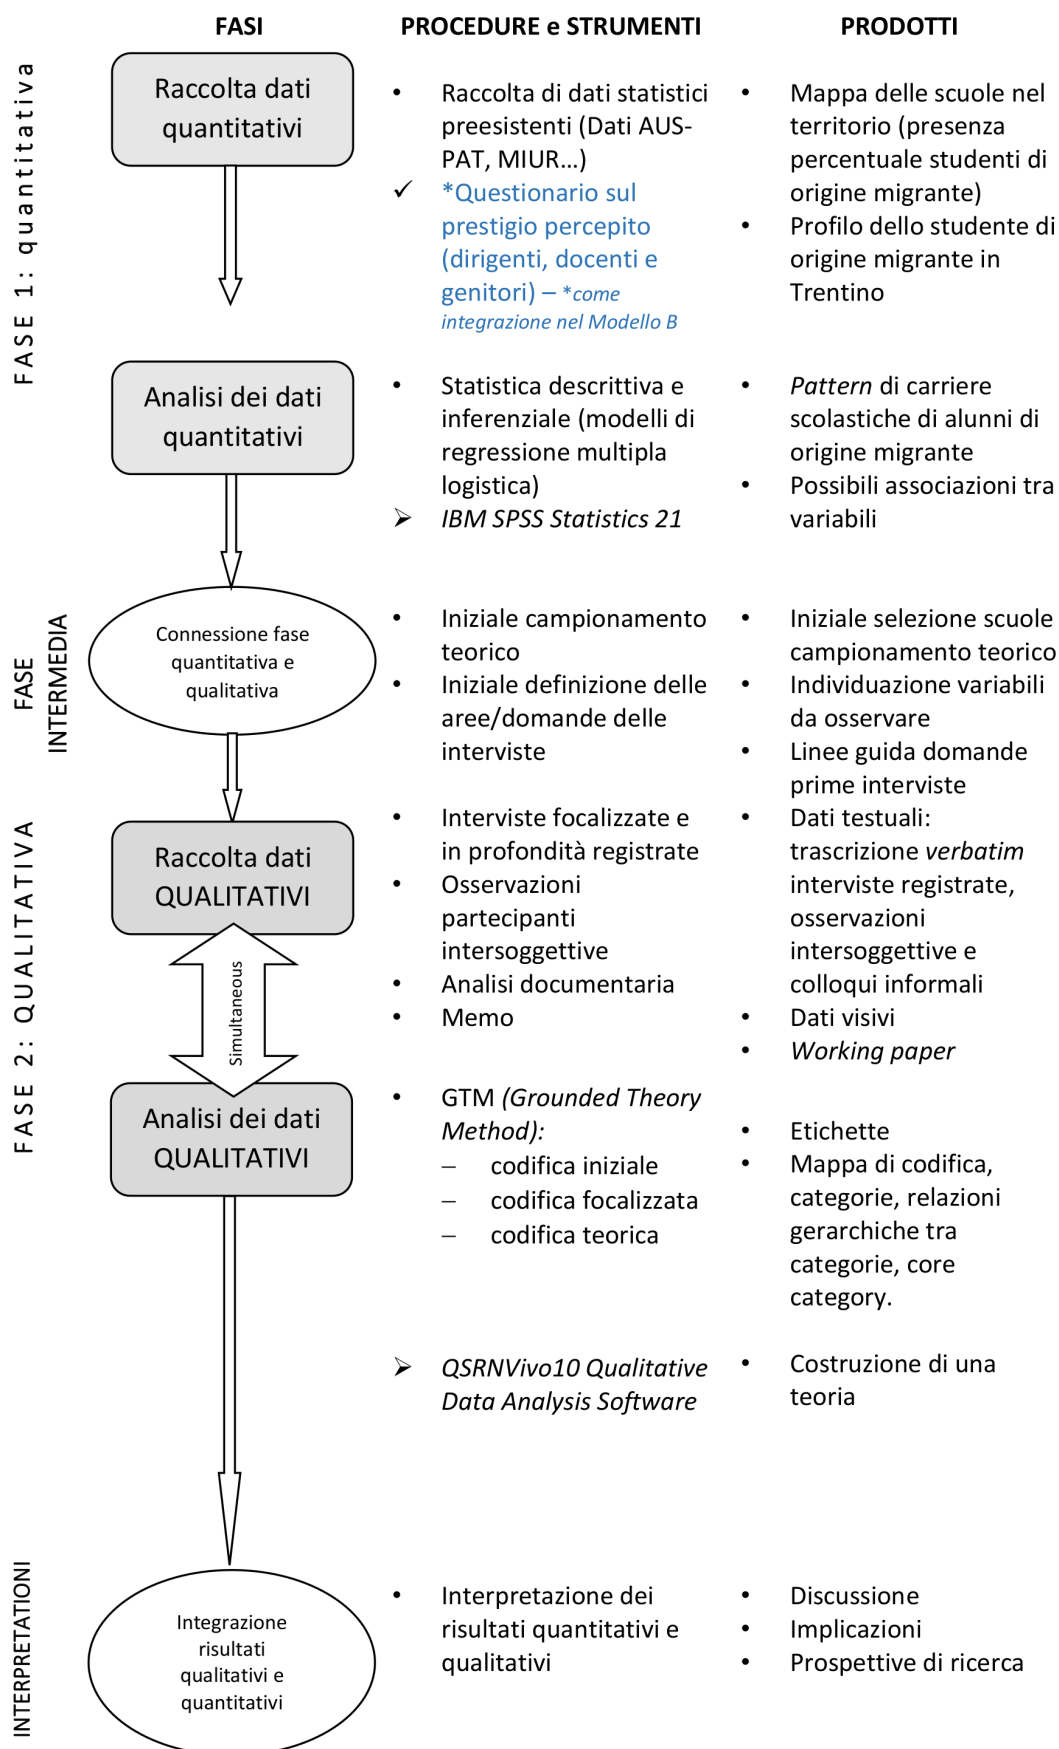 FASI
PROCEDURE e STRUMENTI
PRODOTTI
FASE 1: quantitativa
Raccolta dati
quantitativi
• Raccolta di dati statistici
preesistenti (Dati AUS-
PAT, MIUR...)
✓ *Questionario sul
prestigio percepito
(dirigenti, docenti e
genitori) – *come
integrazione nel Modello B
• Mappa delle scuole nel
territorio (presenza
percentuale studenti di
origine migrante)
• Profilo dello studente di
origine migrante in
Trentino
Analisi dei dati
quantitativi
• Statistica descrittiva e
inferenziale (modelli di
regressione multipla
logistica)
➢ IBM SPSS Statistics 21
• Pattern di carriere
scolastiche di alunni di
origine migrante
• Possibili associazioni tra
variabili
FASE
INTERMEDIA
Connessione fase
quantitativa e
qualitativa
• Iniziale campionamento
teorico
• Iniziale definizione delle
aree/domande delle
interviste
• Iniziale selezione scuole
campionamento teorico
• Individuazione variabili
da osservare
• Linee guida domande
prime interviste
FASE 2: QUALITATIVA
Raccolta dati
QUALITATIVI
• Interviste focalizzate e
in profondità registrate
• Osservazioni
partecipanti
intersoggettive
• Analisi documentaria
• Memo
• Dati testuali:
trascrizione verbatim
interviste registrate,
osservazioni
intersoggettive e
colloqui informali
• Dati visivi
• Working paper
Simultaneous
Analisi dei dati
QUALITATIVI
• GTM (Grounded Theory
Method):
– codifica iniziale
– codifica focalizzata
– codifica teorica
➢ QSRNVivo10 Qualitative
Data Analysis Software
• Etichette
• Mappa di codifica,
categorie, relazioni
gerarchiche tra
categorie, core
category.
• Costruzione di una
teoria
INTERPRETATIONI
Integrazione
risultati
qualitativi e
quantitativi
• Interpretazione dei
risultati quantitativi e
qualitativi
• Discussione
• Implicazioni
• Prospettive di ricerca